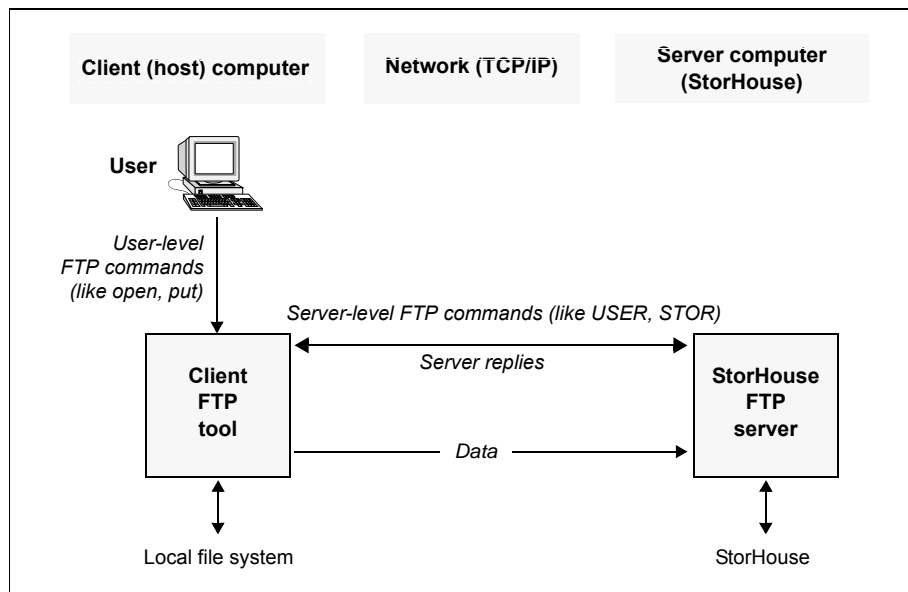 Client (host) computer
Network (TCP/IP)
Server computer
(StorHouse)
User
User-level
FTP commands
(like open, put)
Server-level FTP commands (like USER, STOR)
Server replies
Client
FTP
tool
StorHouse
FTP
server
Data
Local file system
StorHouse